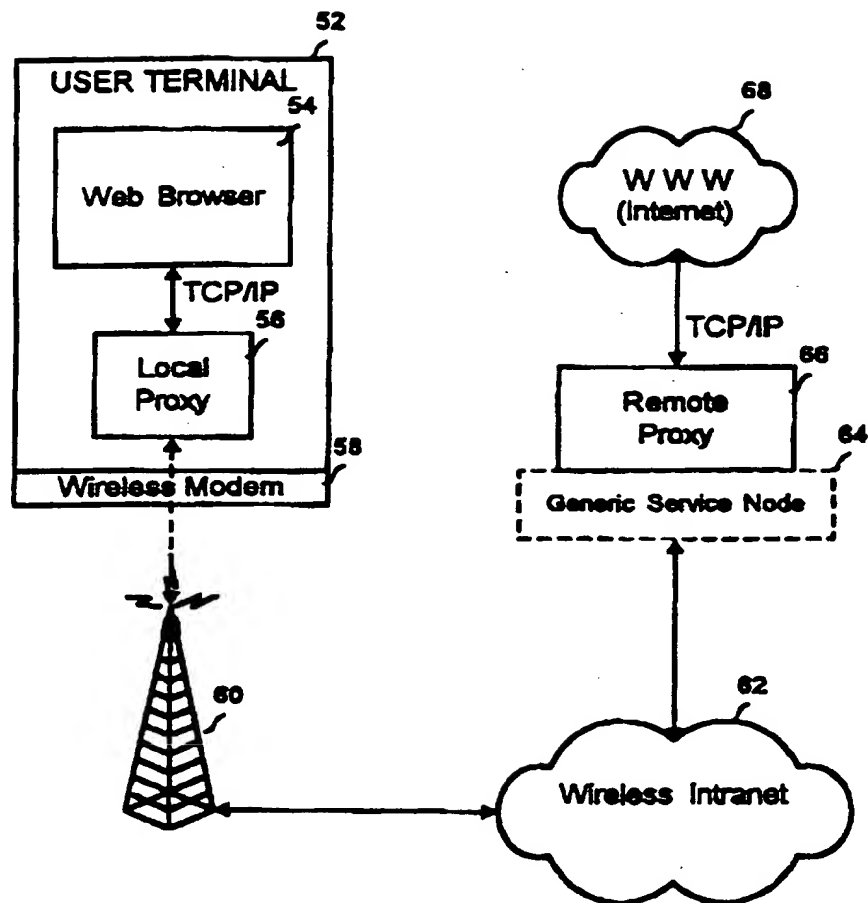 52
USER TERMINAL
54
Web Browser
TCP/IP
56
Local
Proxy
58
Wireless Modem
60
68
W W W
(Internet)
TCP/IP
66
Remote
Proxy
64
Generic Service Node
62
Wireless Intranet